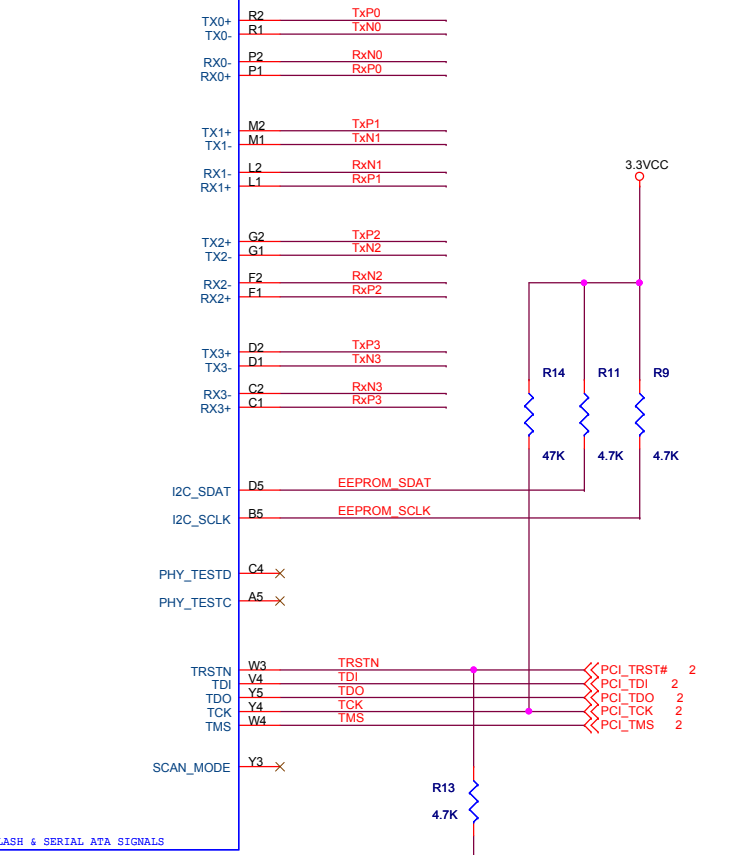 TX0+ R2 TxP0
TX0- R1 TxN0
RX0- P2 RxN0
RX0+ P1 RxP0
TX1+ M2 TxP1
TX1- M1 TxN1
RX1- L2 RxN1
RX1+ L1 RxP1
3.3VCC
TX2+ G2 TxP2
TX2- G1 TxN2
RX2- F2 RxN2
RX2+ F1 RxP2
TX3+ D2 TxP3
TX3- D1 TxN3
R14 R11 R9
RX3- C2 RxN3
RX3+ C1 RxP3
47K 4.7K 4.7K
I2C_SDAT D5 EEPROM_SDAT
I2C_SCLK B5 EEPROM_SCLK
PHY_TESTD C4
PHY_TESTC A5
TRSTN W3 TRSTN PCI_TRST# 2
TDI V4 TDI PCI_TDI 2
TDO Y5 TDO PCI_TDO 2
TCK Y4 TCK PCI_TCK 2
TMS W4 TMS PCI_TMS 2
SCAN_MODE Y3
R13
4.7K
LASH & SERIAL ATA SIGNALS